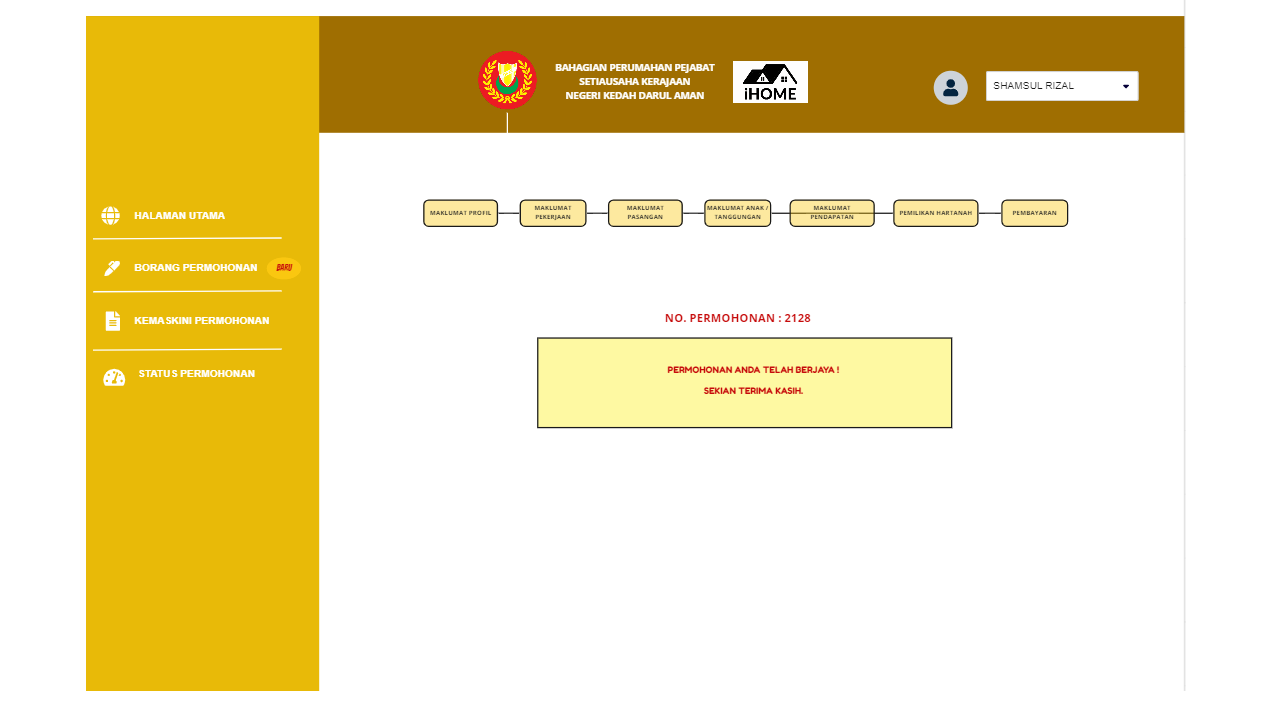 BAHAGIAN PERUMAHAN PEJABAT
SETIAUSAHA KERAJAAN
NEGERI KEDAH DARUL AMAN
iHOME
SHAMSUL RIZAL
HALAMAN UTAMA
BORANG PERMOHONAN
BARU
KEMASKINI PERMOHONAN
STATUS PERMOHONAN
MAKLUMAT PROFIL
MAKLUMAT
PEKERJAAN
MAKLUMAT
PASANGAN
MAKLUMAT ANAK /
TANGGUNGAN
MAKLUMAT
PENDAPATAN
PEMILIKAN HARTANAH
PEMBAYARAN
NO. PERMOHONAN : 2128
PERMOHONAN ANDA TELAH BERJAYA !
SEKIAN TERIMA KASIH.